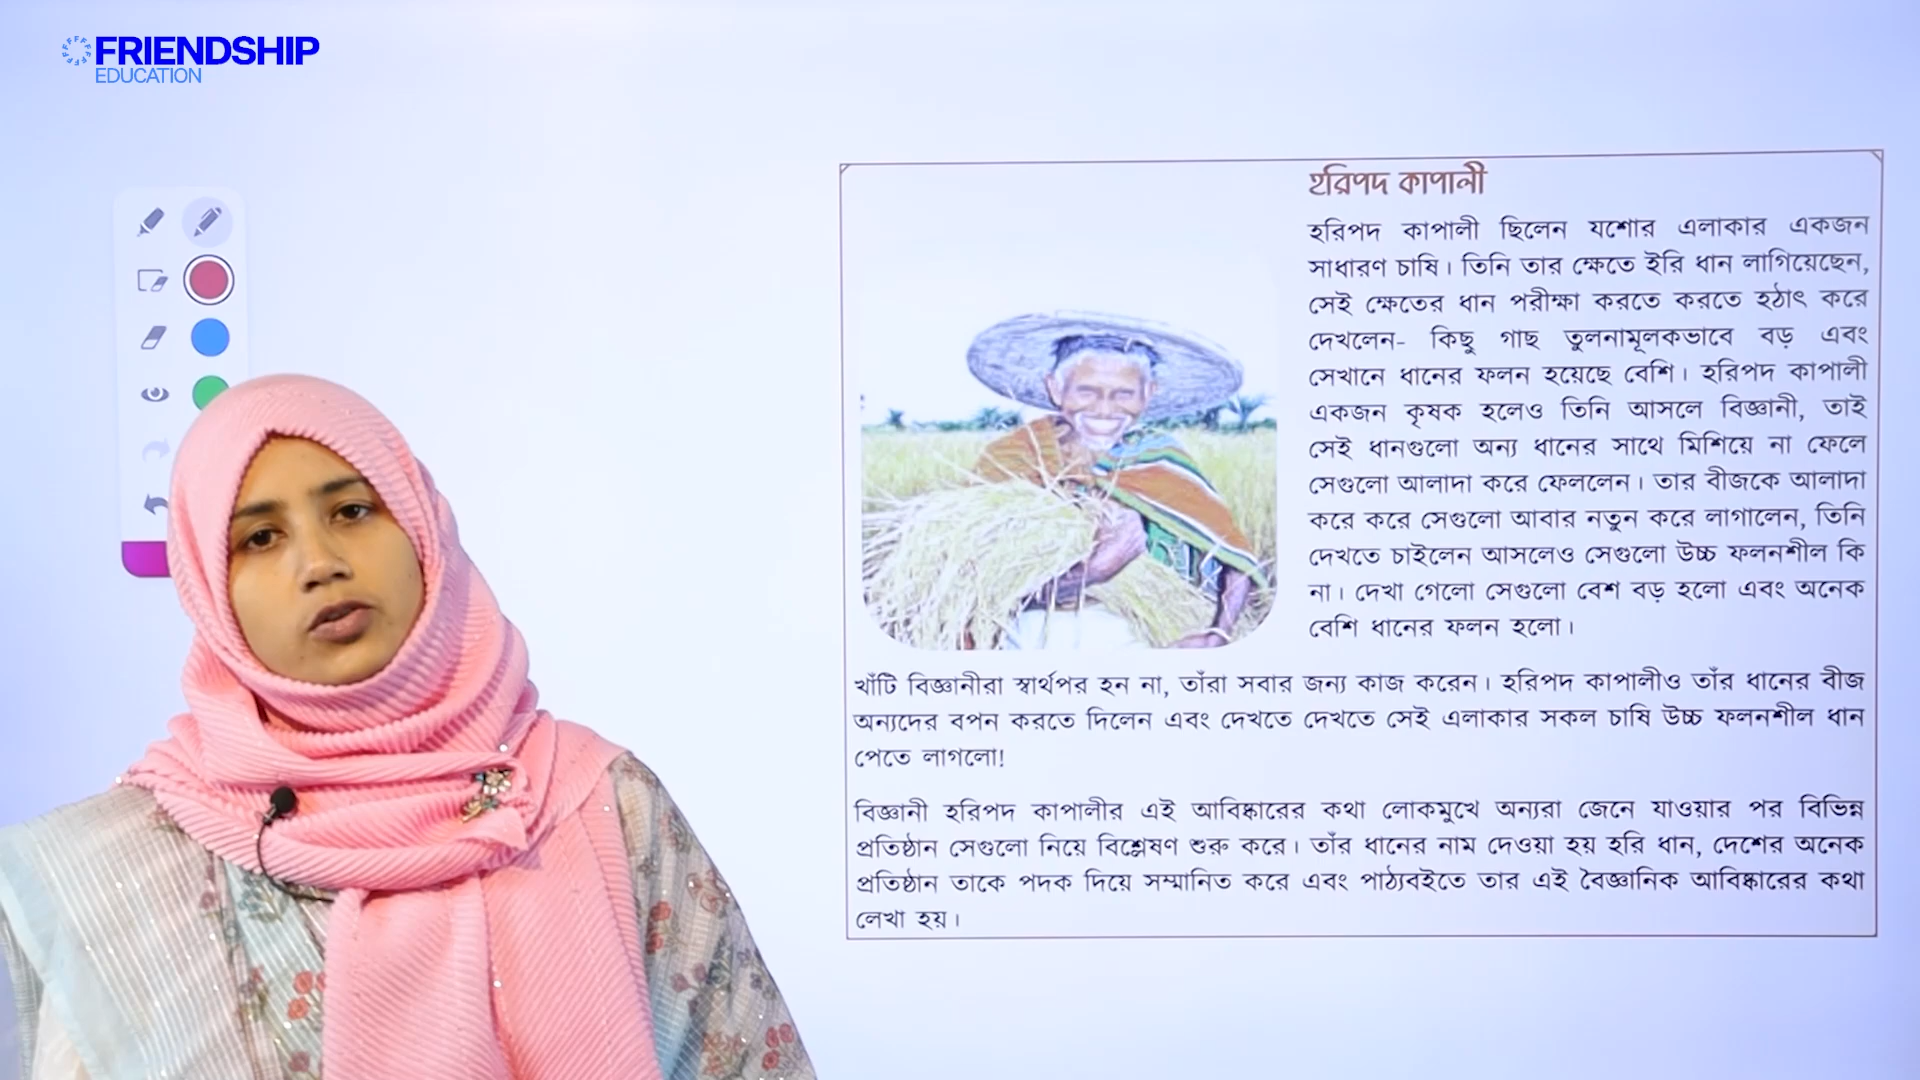 FRIENDSHIP
EDUCATION
হরিপদ কাপালী
হরিপদ কাপালী ছিলেন যশোর এলাকার একজন
সাধারণ চাষি। তিনি তার ক্ষেতে ইরি ধান লাগিয়েছেন,
সেই ক্ষেতের ধান পরীক্ষা করতে করতে হঠাৎ করে
দেখলেন- কিছু গাছ তুলনামূলকভাবে বড় এবং
সেখানে ধানের ফলন হয়েছে বেশি। হরিপদ কাপালী
একজন কৃষক হলেও তিনি আসলে বিজ্ঞানী, তাই
সেই ধানগুলো অন্য ধানের সাথে মিশিয়ে না ফেলে
সেগুলো আলাদা করে ফেললেন। তার বীজকে আলাদা
করে করে সেগুলো আবার নতুন করে লাগালেন, তিনি
দেখতে চাইলেন আসলেও সেগুলো উচ্চ ফলনশীল কি
না। দেখা গেলো সেগুলো বেশ বড় হলো এবং অনেক
বেশি ধানের ফলন হলো।
খাঁটি বিজ্ঞানীরা স্বার্থপর হন না, তাঁরা সবার জন্য কাজ করেন। হরিপদ কাপালীও তাঁর ধানের বীজ
অন্যদের বপন করতে দিলেন এবং দেখতে দেখতে সেই এলাকার সকল চাষি উচ্চ ফলনশীল ধান
পেতে লাগলো!
বিজ্ঞানী হরিপদ কাপালীর এই আবিষ্কারের কথা লোকমুখে অন্যরা জেনে যাওয়ার পর বিভিন্ন
প্রতিষ্ঠান সেগুলো নিয়ে বিশ্লেষণ শুরু করে। তাঁর ধানের নাম দেওয়া হয় হরি ধান, দেশের অনেক
প্রতিষ্ঠান তাকে পদক দিয়ে সম্মানিত করে এবং পাঠ্যবইতে তার এই বৈজ্ঞানিক আবিষ্কারের কথা
লেখা হয়।